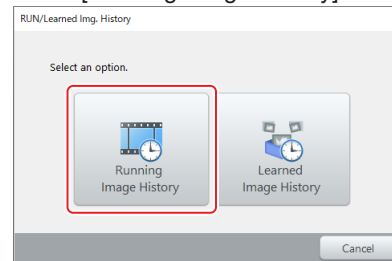 RUN/Learned Img. History
Select an option.
Running
Image History
Learned
Image History
Cancel